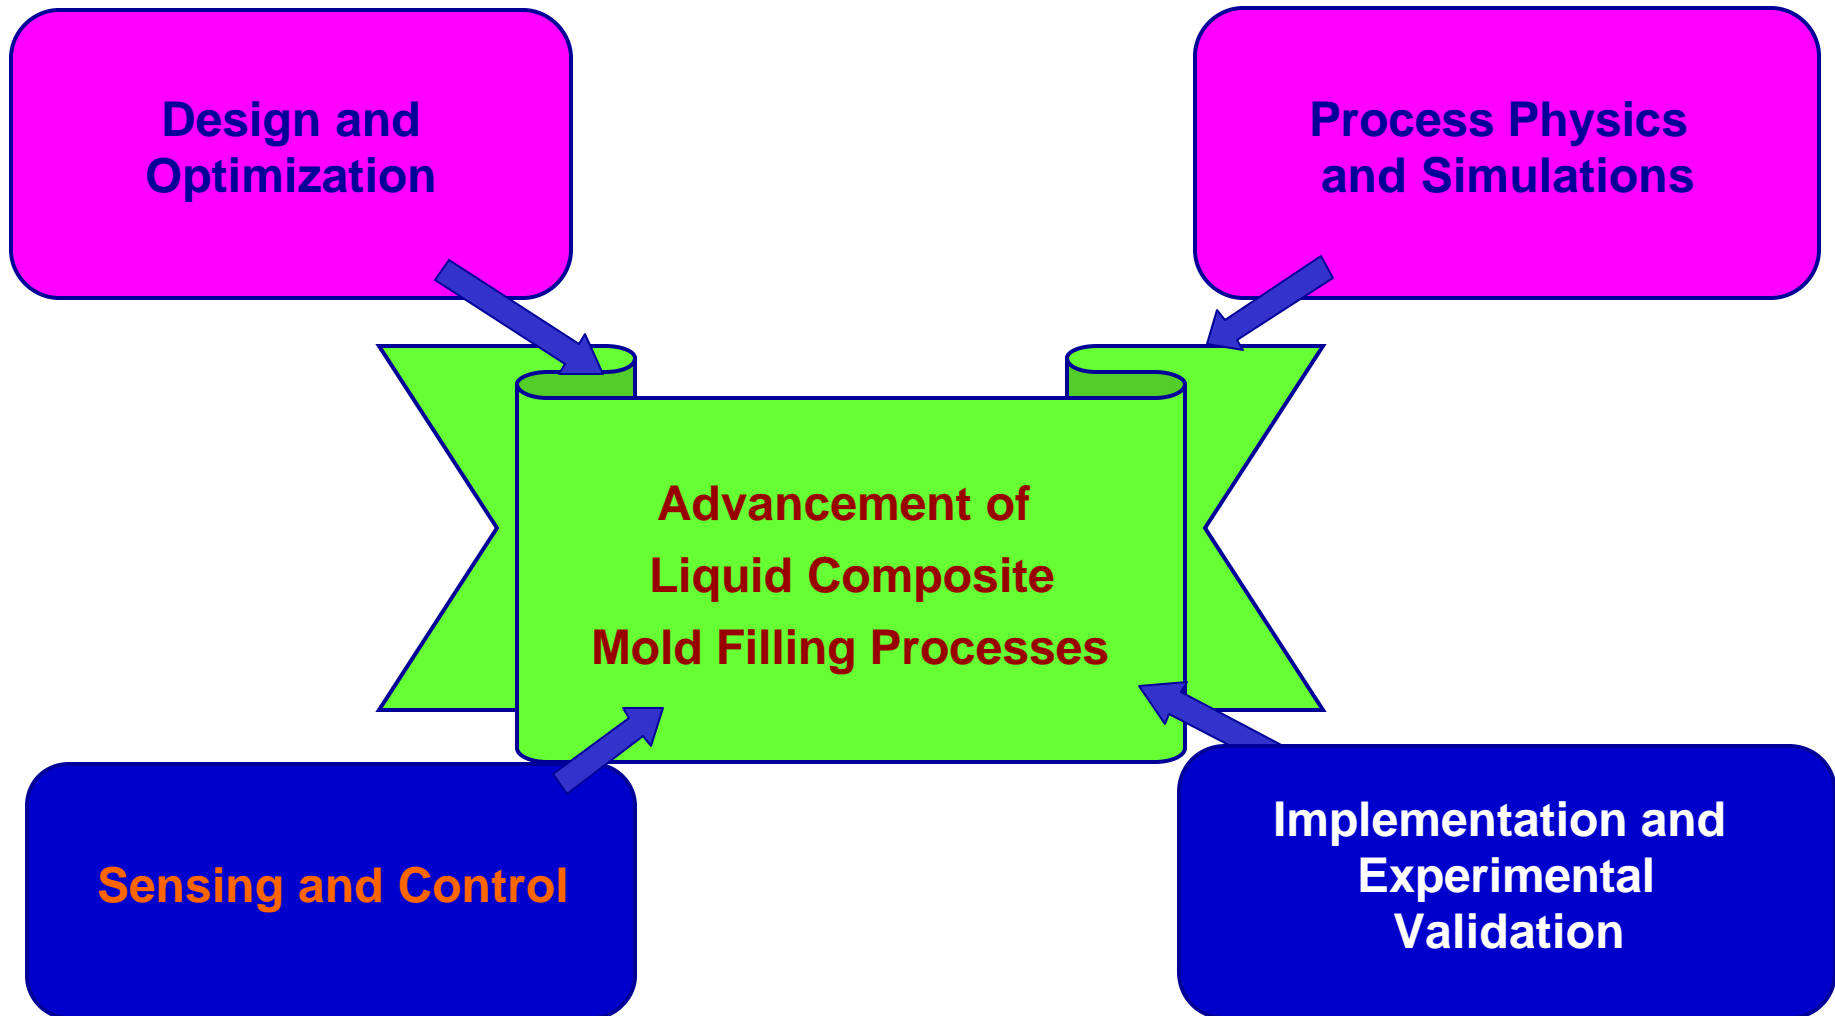 Design and
Optimization
Process Physics
and Simulations
Advancement of
Liquid Composite
Mold Filling Processes
Sensing and Control
Implementation and
Experimental
Validation